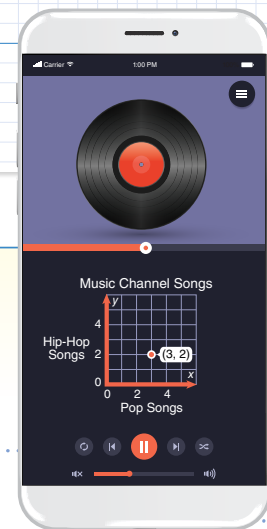 Carrier 1:00 PM
Music Channel Songs
y
4
Hip-Hop
Songs
2
(3, 2)
0
x
0 2 4
Pop Songs